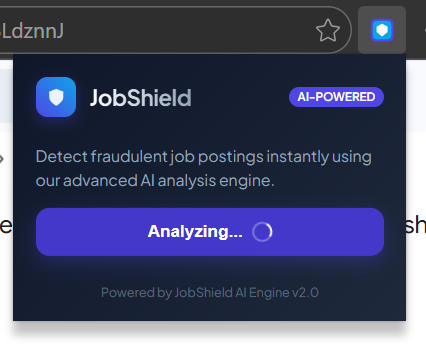 LdznnJ
JobShield
AI-POWERED
Detect fraudulent job postings instantly using
our advanced AI analysis engine.
Analyzing...
Powered by JobShield AI Engine v2.0
e
sh